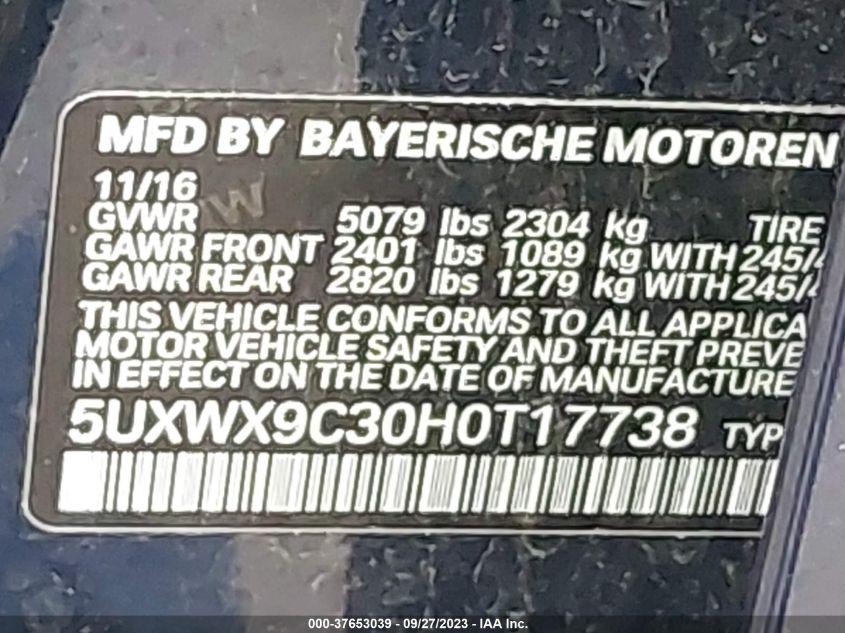 MFD BY BAYERISCHE MOTOREN
11/16
GVWR 5079 lbs 2304 kg TIRE
GAWR FRONT 2401 lbs 1089 kg WITH 245/4
GAWR REAR 2820 lbs 1279 kg WITH 245/4
THIS VEHICLE CONFORMS TO ALL APPLICA
MOTOR VEHICLE SAFETY AND THEFT PREVE
IN EFFECT ON THE DATE OF MANUFACTURE
5UXWX9C30H0T17738 TYP
000-37653039 - 09/27/2023 - IAA Inc.